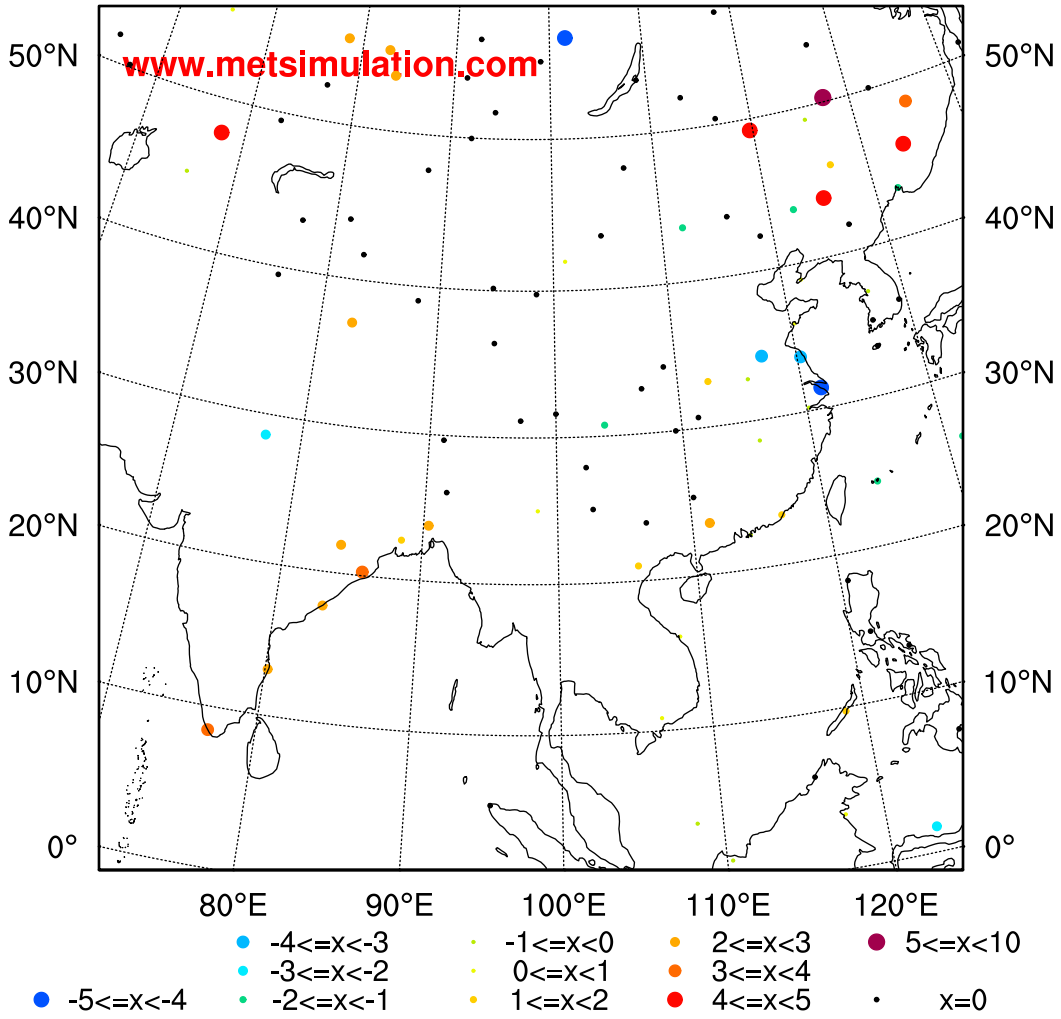 www.metsimulation.com
50°N 50°N
40°N 40°N
30°N 30°N
20°N 20°N
10°N 10°N
0° 0°
80°E 90°E 100°E 110°E 120°E
-4<=x<-3 -1<=x<0 2<=x<3 5<=x<10
-3<=x<-2 0<=x<1 3<=x<4
-5<=x<-4 -2<=x<-1 1<=x<2 4<=x<5 x=0